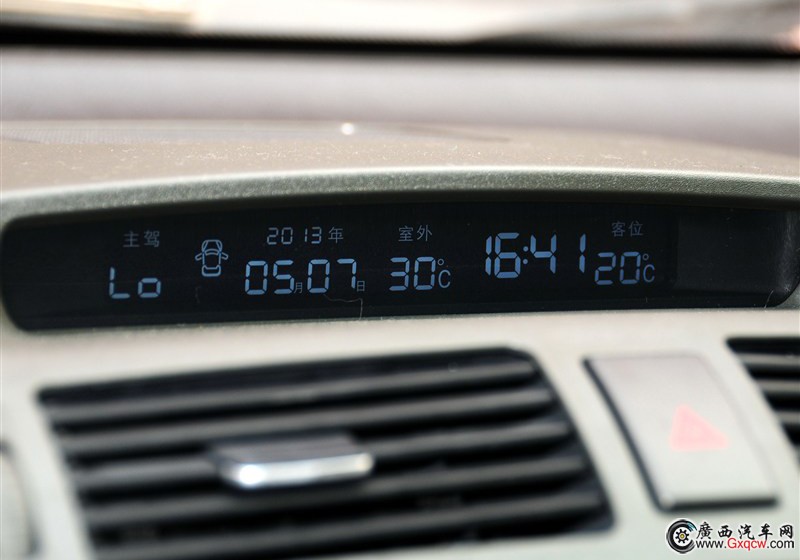 主驾 2013年 室外 客位
Lo 05月07日 30°C 16:41 20°C
廣西汽车网
www.Gxqcw.com